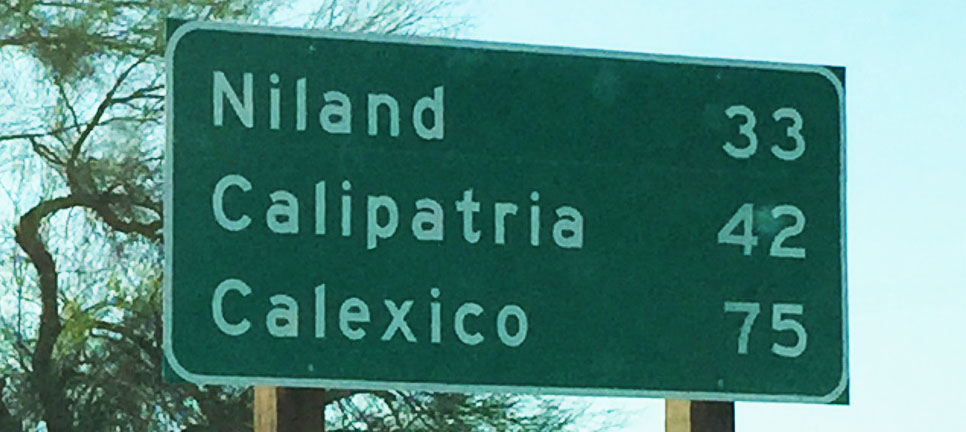 Niland 33
Calipatria 42
Calexico 75